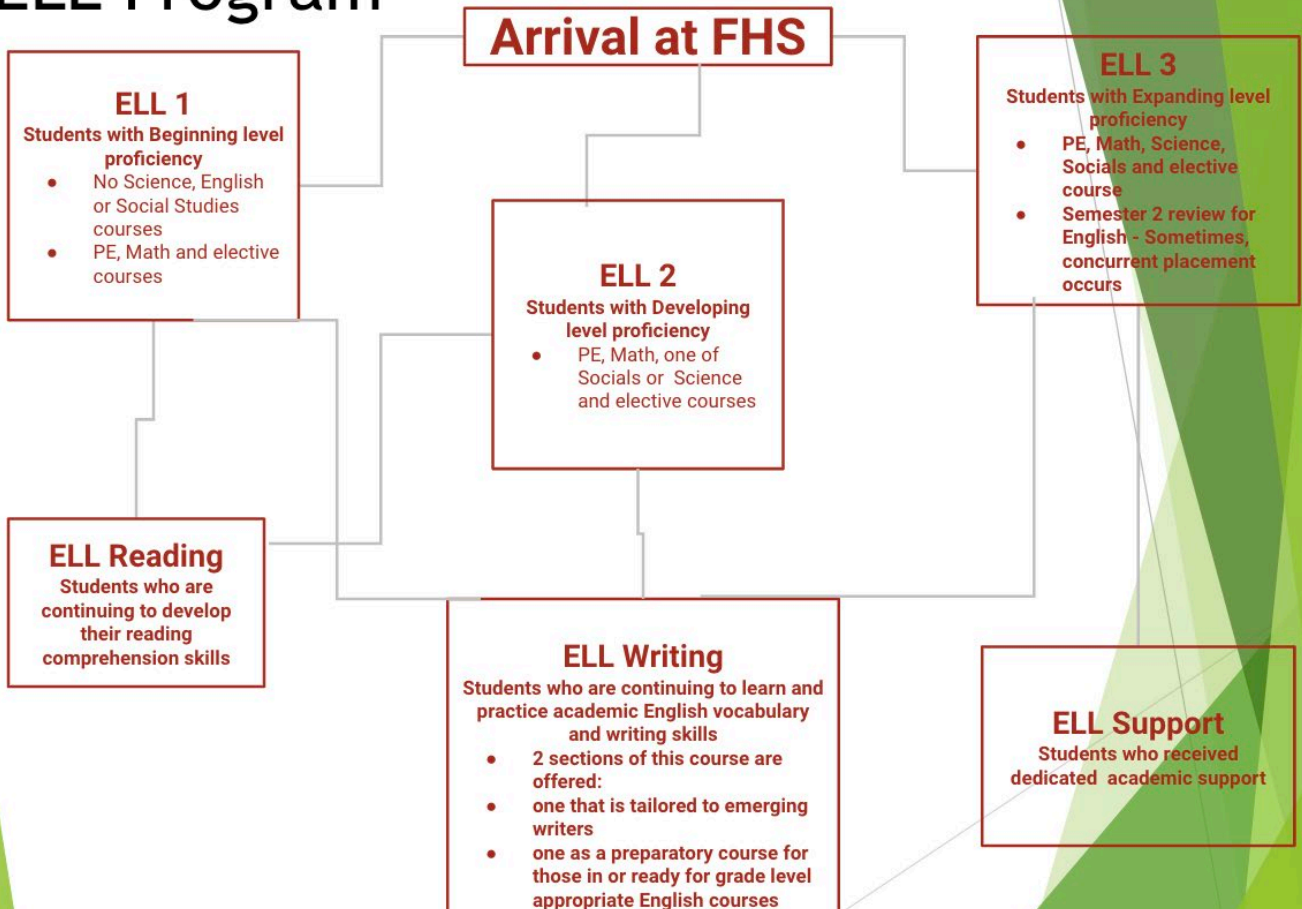 ELL Program
Arrival at FHS
ELL 1
Students with Beginning level
proficiency
● No Science, English
or Social Studies
courses
● PE, Math and elective
courses
ELL 2
Students with Developing
level proficiency
● PE, Math, one of
Socials or Science
and elective courses
ELL 3
Students with Expanding level
proficiency
● PE, Math, Science,
Socials and elective
course
● Semester 2 review for
English - Sometimes,
concurrent placement
occurs
ELL Reading
Students who are
continuing to develop
their reading
comprehension skills
ELL Writing
Students who are continuing to learn and
practice academic English vocabulary
and writing skills
● 2 sections of this course are
offered:
● one that is tailored to emerging
writers
● one as a preparatory course for
those in or ready for grade level
appropriate English courses
ELL Support
Students who received
dedicated academic support